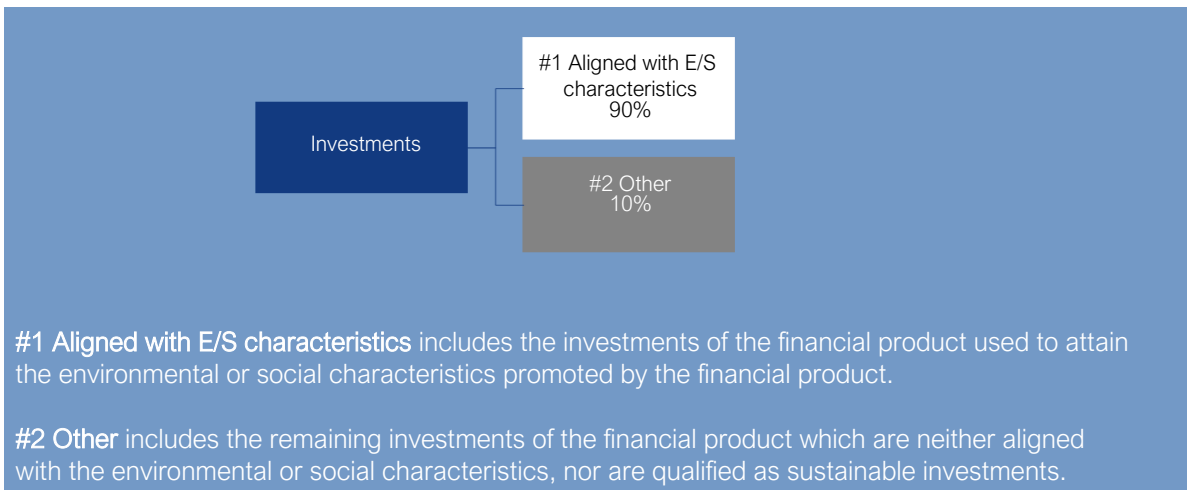 #1 Aligned with E/S
characteristics
90%
Investments
#2 Other
10%
#1 Aligned with E/S characteristics includes the investments of the financial product used to attain
the environmental or social characteristics promoted by the financial product.
#2 Other includes the remaining investments of the financial product which are neither aligned
with the environmental or social characteristics, nor are qualified as sustainable investments.